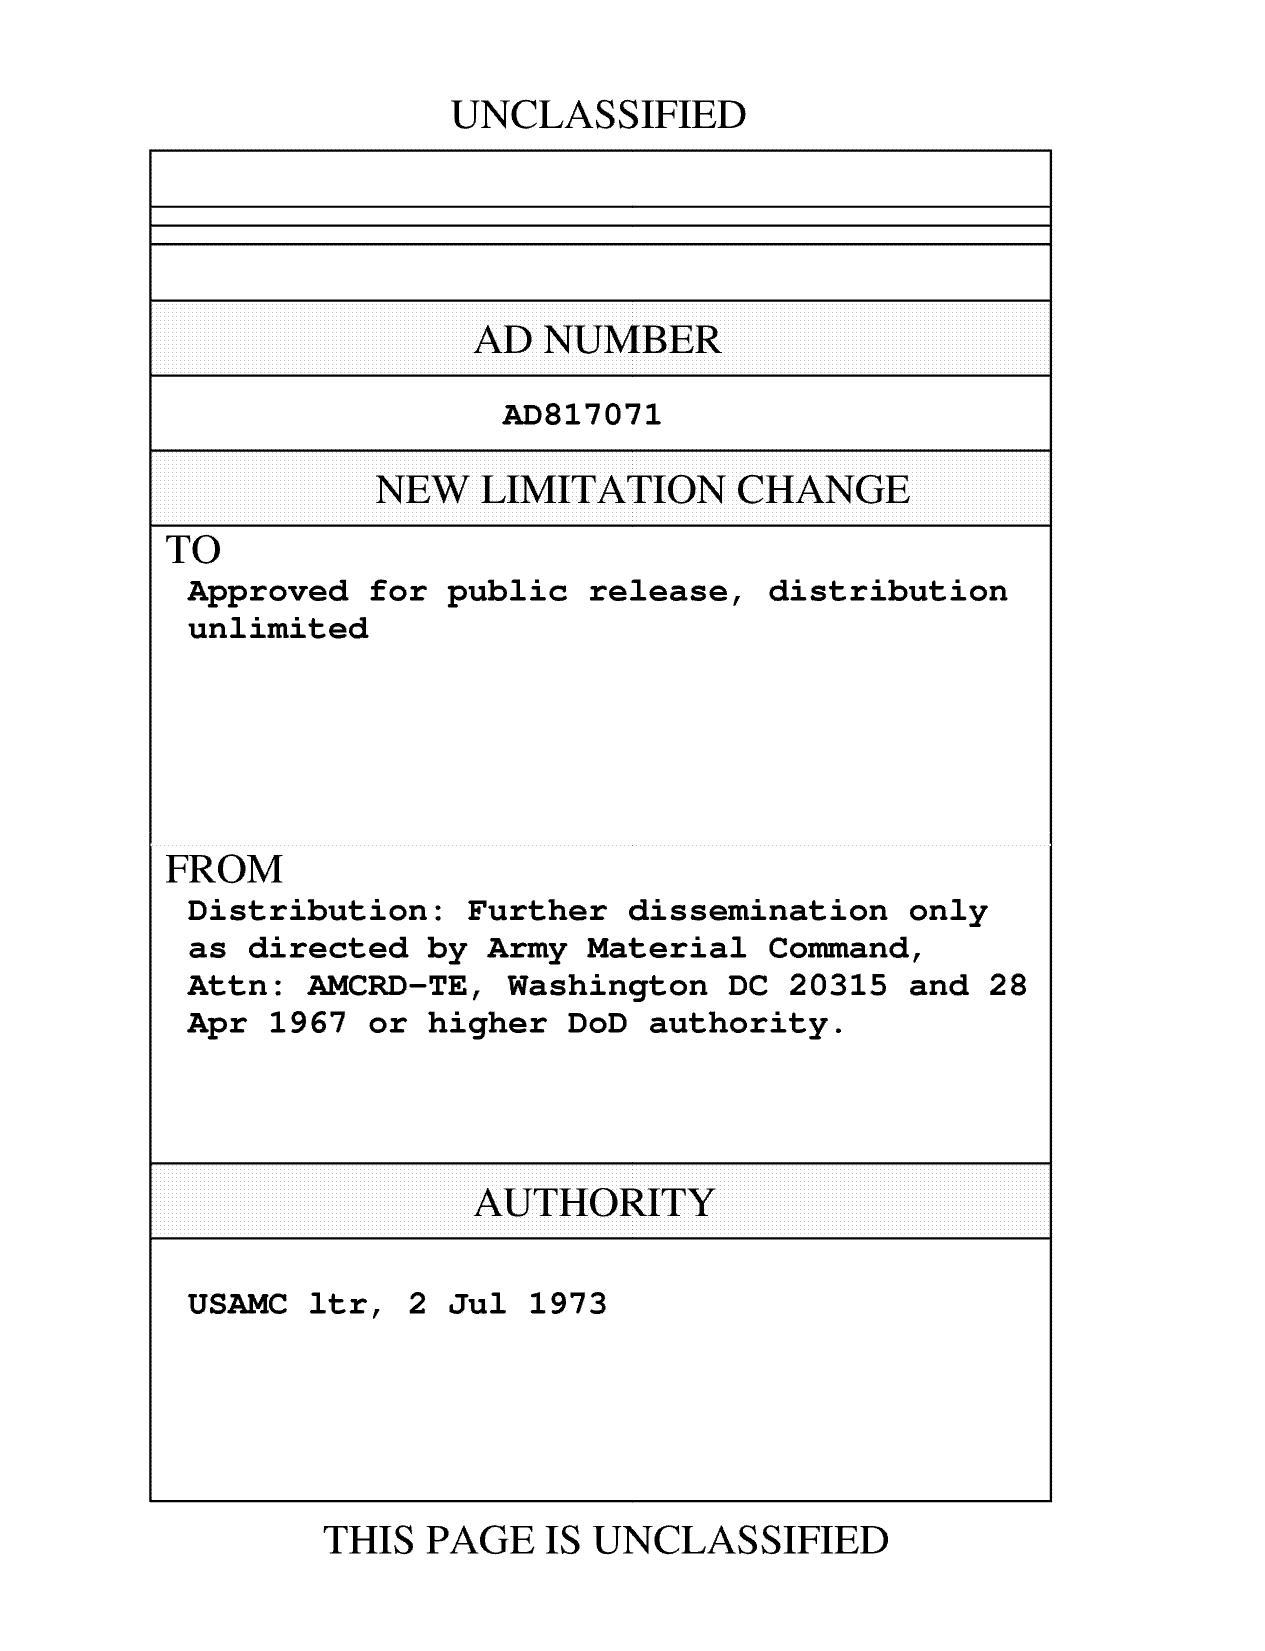 UNCLASSIFIED
AD NUMBER
AD817071
NEW LIMITATION CHANGE
TO
Approved for public release, distribution
unlimited
FROM
Distribution: Further dissemination only
as directed by Army Material Command,
Attn: AMCRD-TE, Washington DC 20315 and 28
Apr 1967 or higher DoD authority.
AUTHORITY
USAMC ltr, 2 Jul 1973
THIS PAGE IS UNCLASSIFIED